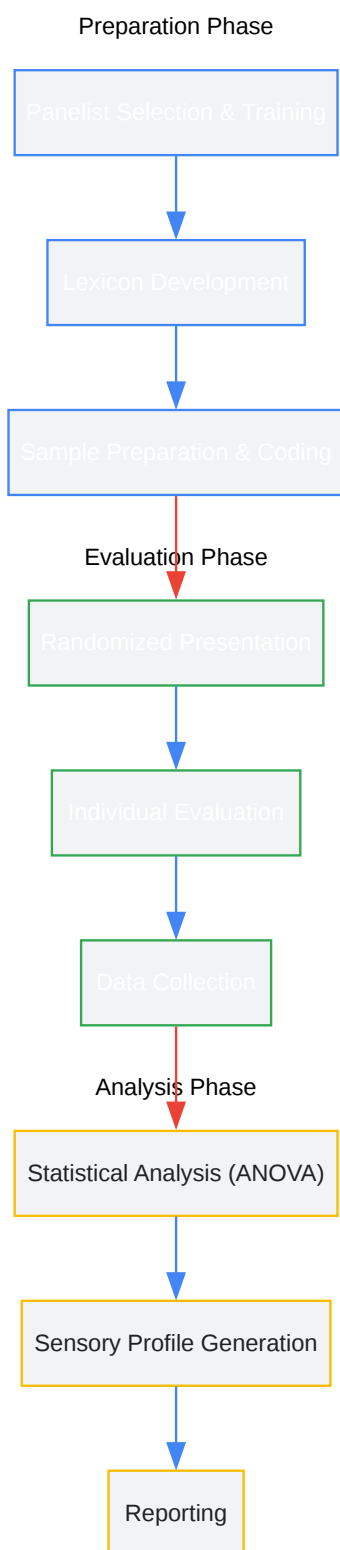 Preparation Phase
Panelist Selection & Training
Lexicon Development
Sample Preparation & Coding
Evaluation Phase
Randomized Presentation
Individual Evaluation
Data Collection
Analysis Phase
Statistical Analysis (ANOVA)
Sensory Profile Generation
Reporting